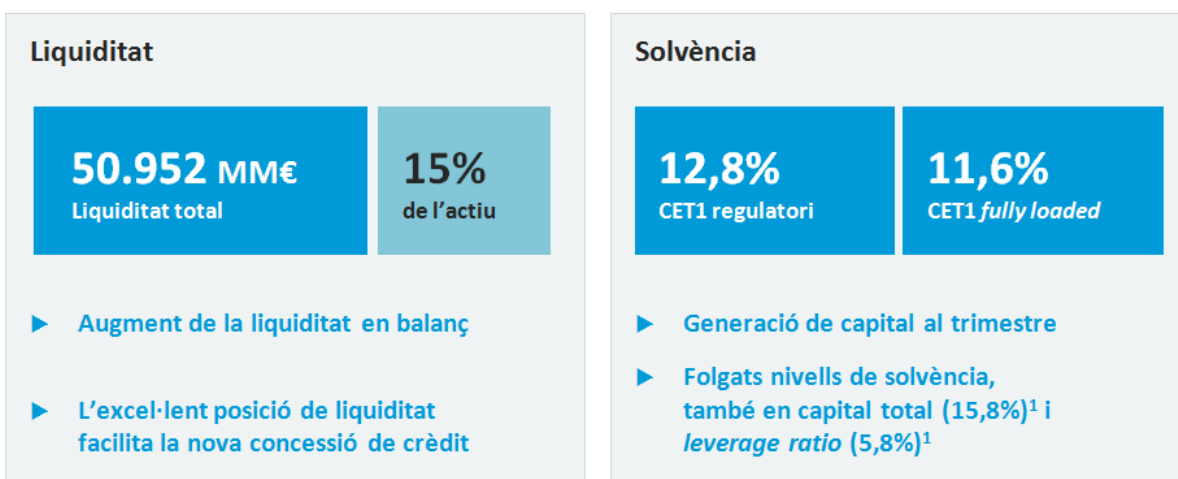 Liquiditat
50.952 MM€
Liquiditat total
15%
de l'actiu
► Augment de la liquiditat en balanç
► L'excel·lent posició de liquiditat
facilita la nova concessió de crèdit
Solvència
12,8%
CET1 regulatori
11,6%
CET1 fully loaded
► Generació de capital al trimestre
► Folgats nivells de solvència,
també en capital total (15,8%)¹ i
leverage ratio (5,8%)¹